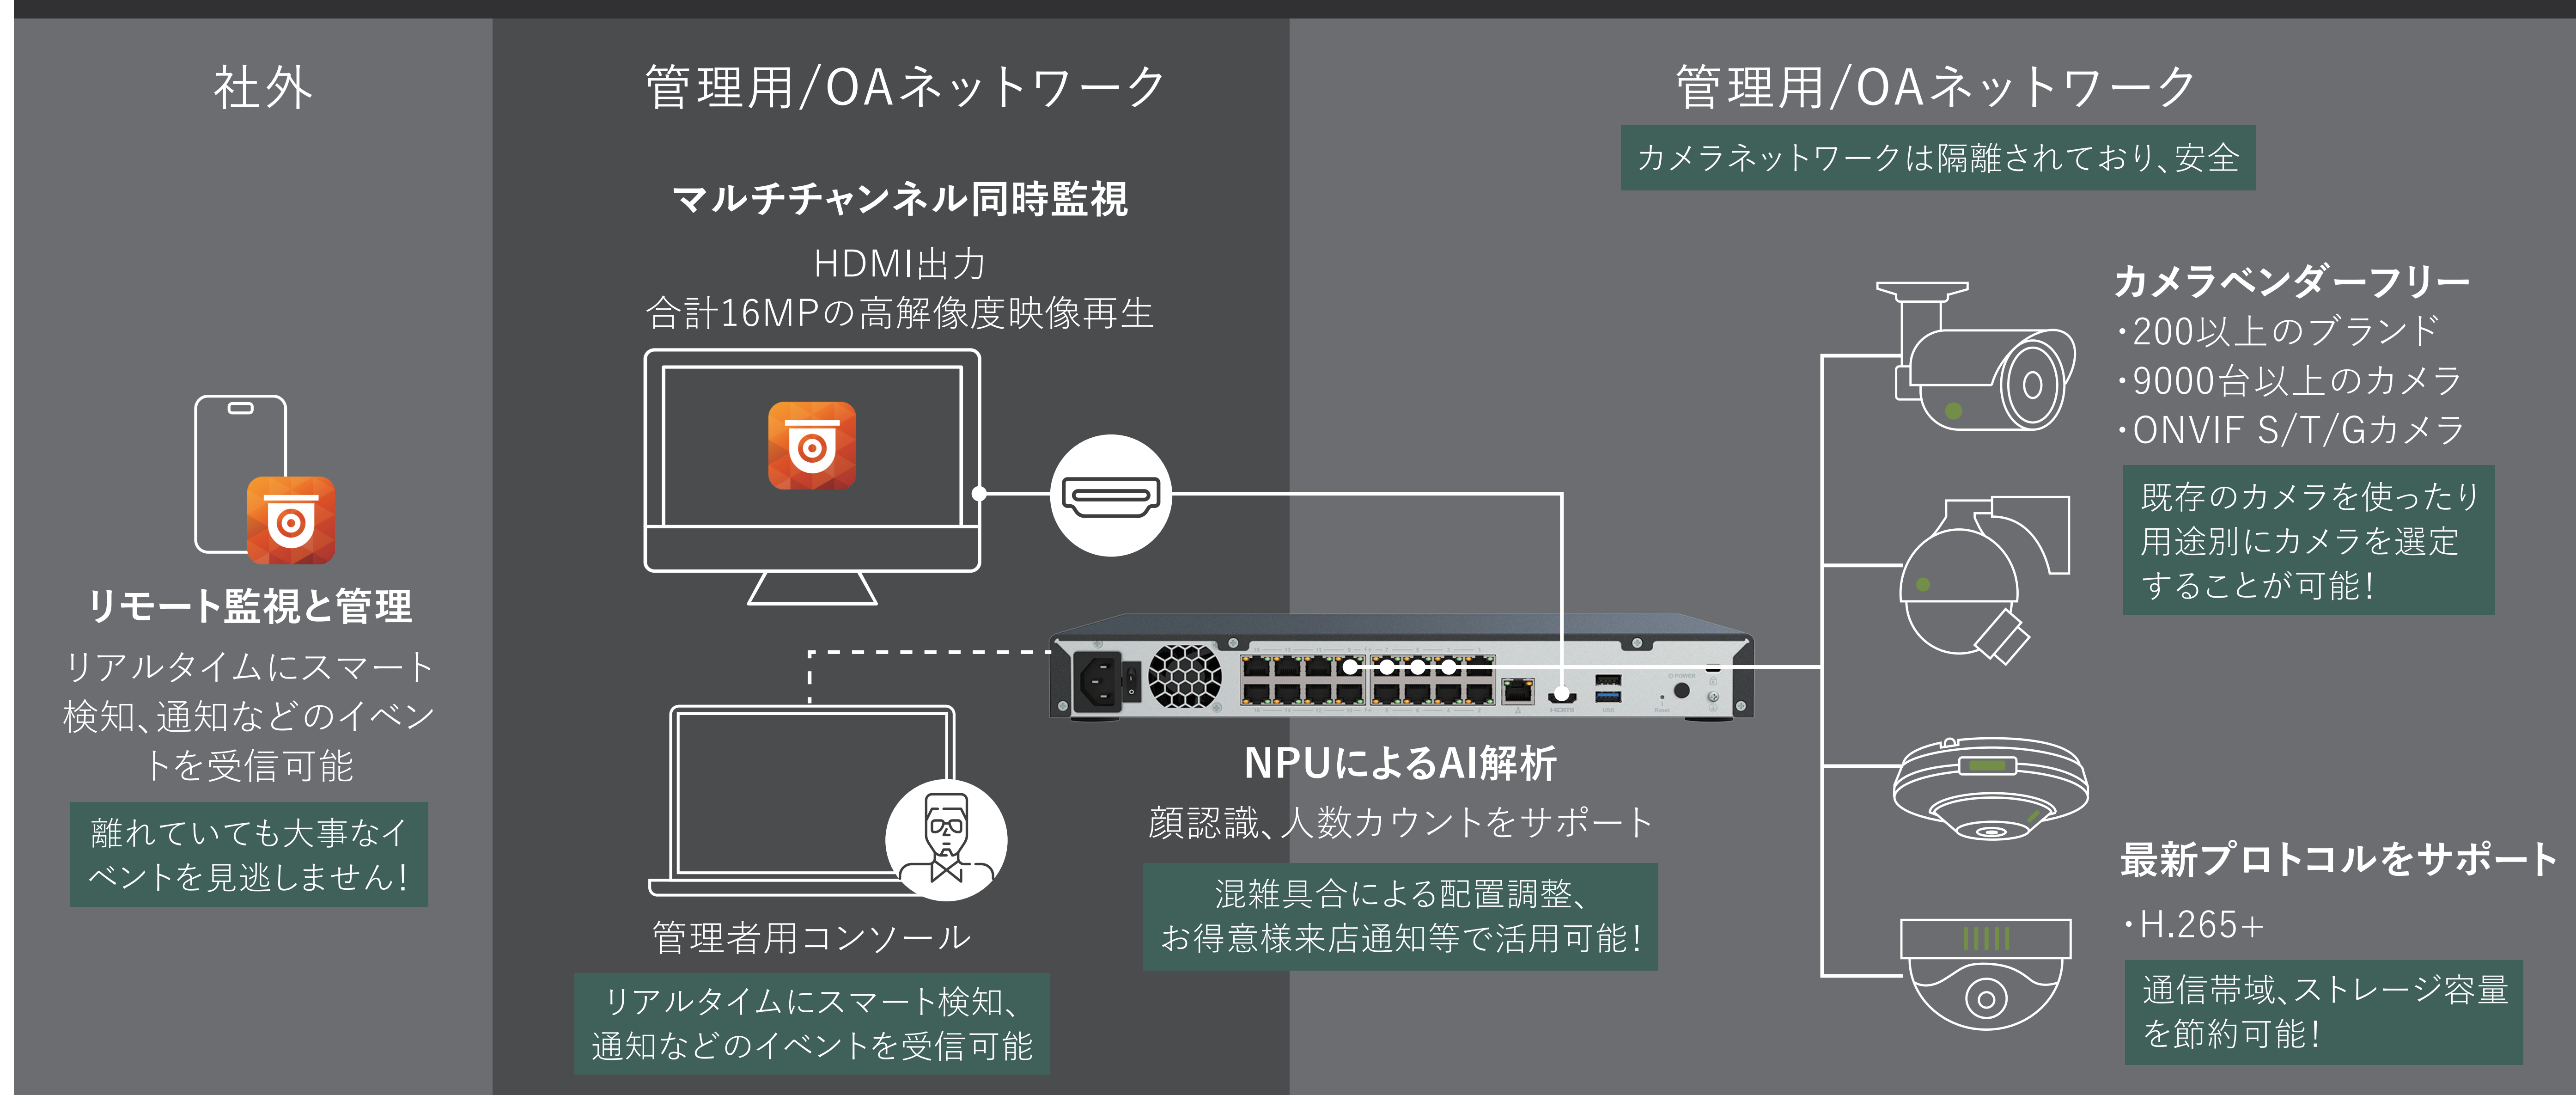 社外
リモート監視と管理
リアルタイムにスマート
検知、通知などのイベン
トを受信可能
離れていても大事なイ
ベントを見逃しません!
管理用/OAネットワーク
マルチチャンネル同時監視
HDMI出力
合計16MPの高解像度映像再生
管理者用コンソール
リアルタイムにスマート検知、
通知などのイベントを受信可能
NPUによるAI解析
顔認識、人数カウントをサポート
混雑具合による配置調整、
お得意様来店通知等で活用可能!
HDMI
USB
POWER
Reset
管理用/OAネットワーク
カメラネットワークは隔離されており、安全
カメラベンダーフリー
・200以上のブランド
・9000台以上のカメラ
・ONVIF S/T/Gカメラ
既存のカメラを使ったり
用途別にカメラを選定
することが可能!
最新プロトコルをサポート
・H.265+
通信帯域、ストレージ容量
を節約可能!